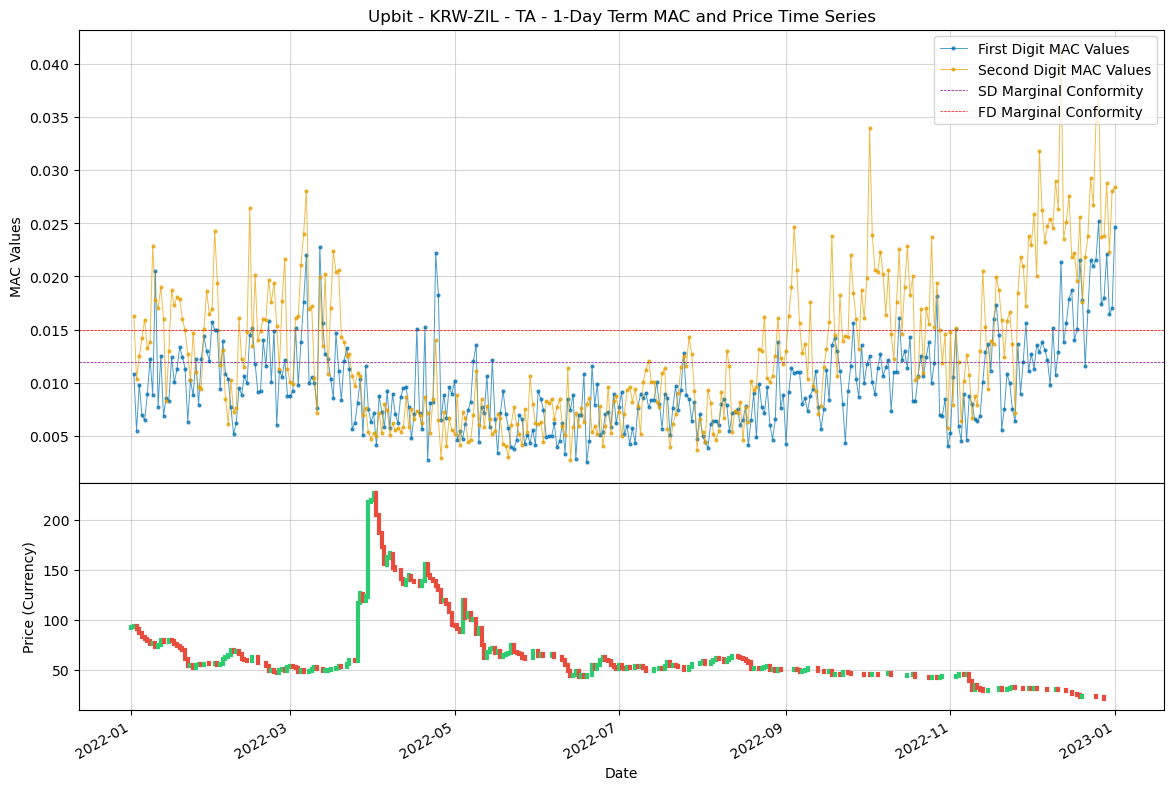 Upbit - KRW-ZIL - TA - 1-Day Term MAC and Price Time Series
First Digit MAC Values
Second Digit MAC Values
SD Marginal Conformity
FD Marginal Conformity
MAC Values
0.040
0.035
0.030
0.025
0.020
0.015
0.010
0.005
Price (Currency)
200
150
100
50
2022-01
2022-03
2022-05
2022-07
2022-09
2022-11
2023-01
Date